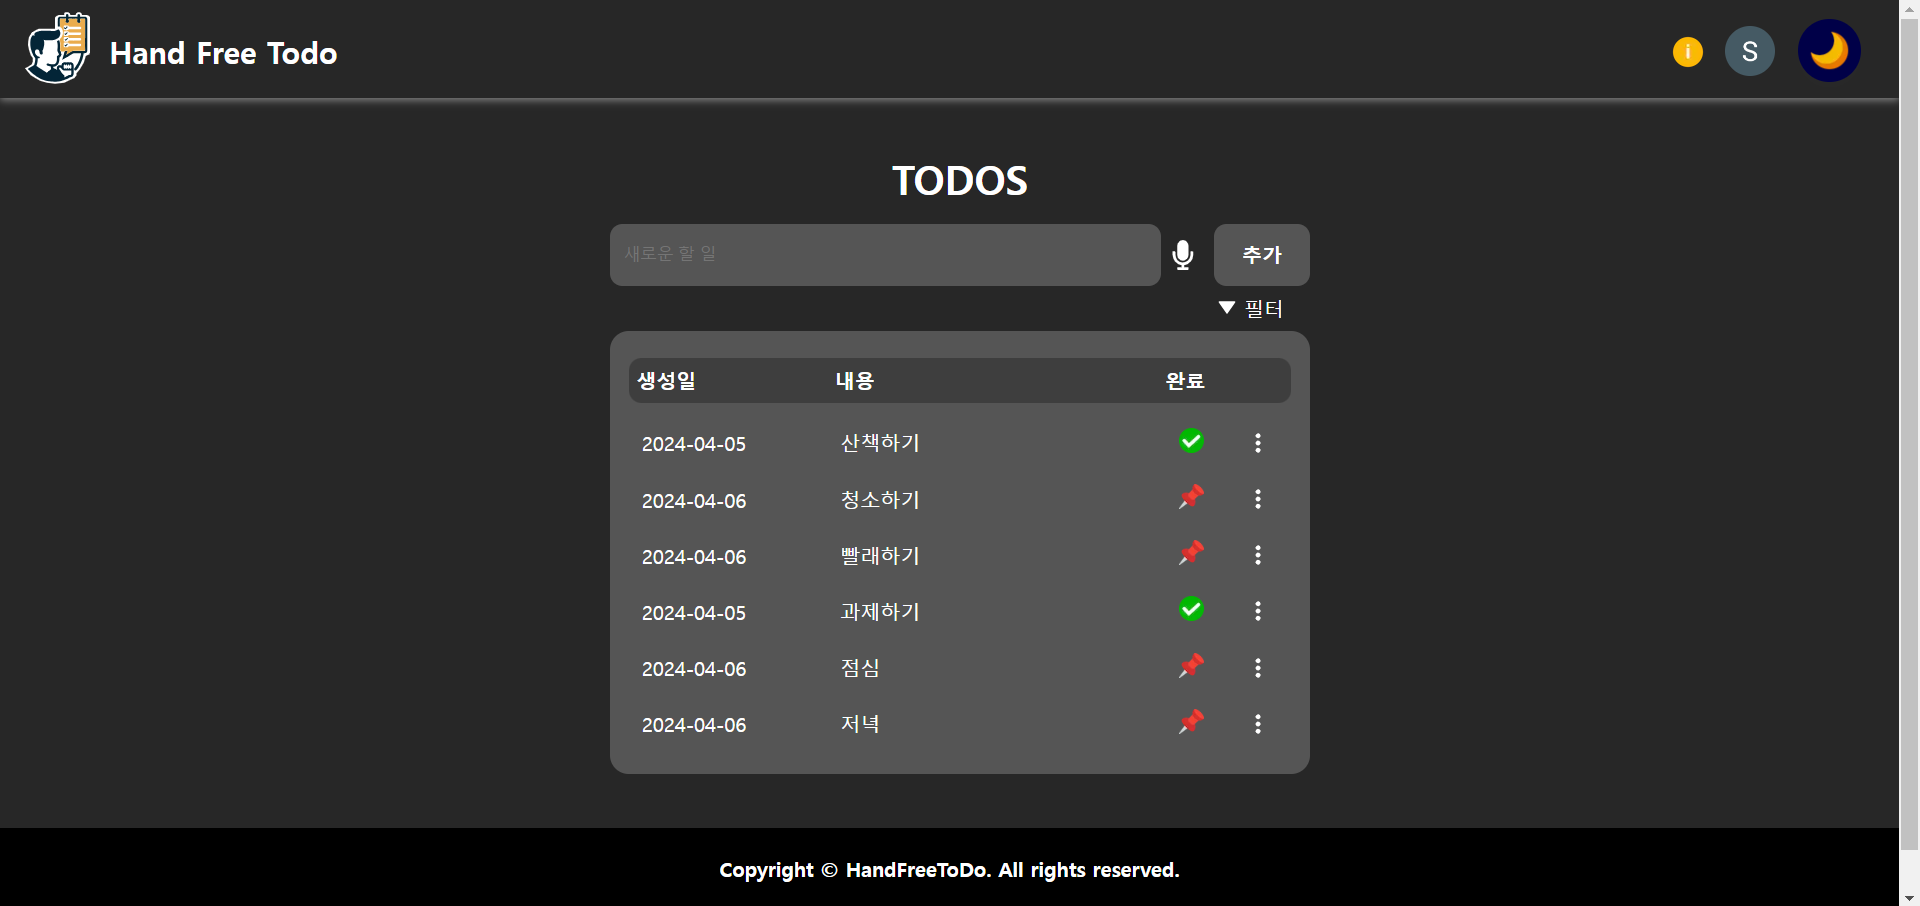 Hand Free Todo
i
S
TODOS
새로운 할 일
추가
▼ 필터
생성일 내용 완료
2024-04-05 산책하기
2024-04-06 청소하기
2024-04-06 빨래하기
2024-04-05 과제하기
2024-04-06 점심
2024-04-06 저녁
Copyright © HandFreeToDo. All rights reserved.